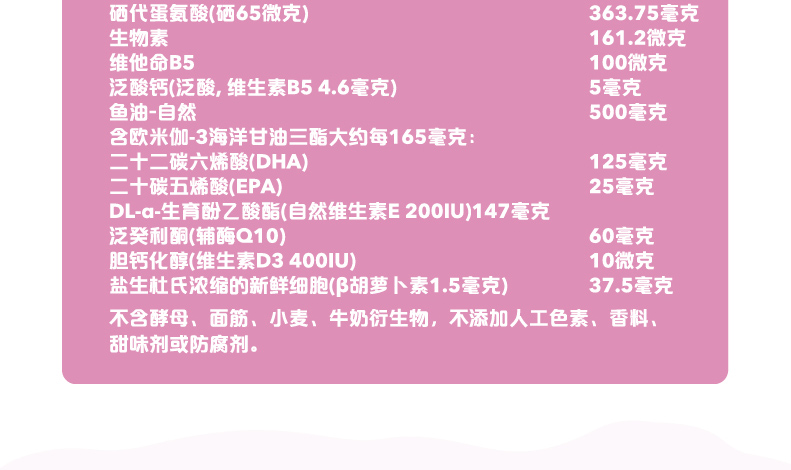 硒代蛋氨酸(硒65微克) 363.75毫克
生物素 161.2微克
维他命B5 100微克
泛酸钙(泛酸, 维生素B5 4.6毫克) 5毫克
鱼油-自然 500毫克
含欧米伽-3海洋甘油三酯大约每165毫克:
二十二碳六烯酸(DHA) 125毫克
二十碳五烯酸(EPA) 25毫克
DL-α-生育酚乙酸酯(自然维生素E 200IU)147毫克
泛癸利酮(辅酶Q10) 60毫克
胆钙化醇(维生素D3 400IU) 10微克
盐生杜氏浓缩的新鲜细胞(β胡萝卜素1.5毫克) 37.5毫克
不含酵母、面筋、小麦、牛奶衍生物，不添加人工色素、香料、
甜味剂或防腐剂。